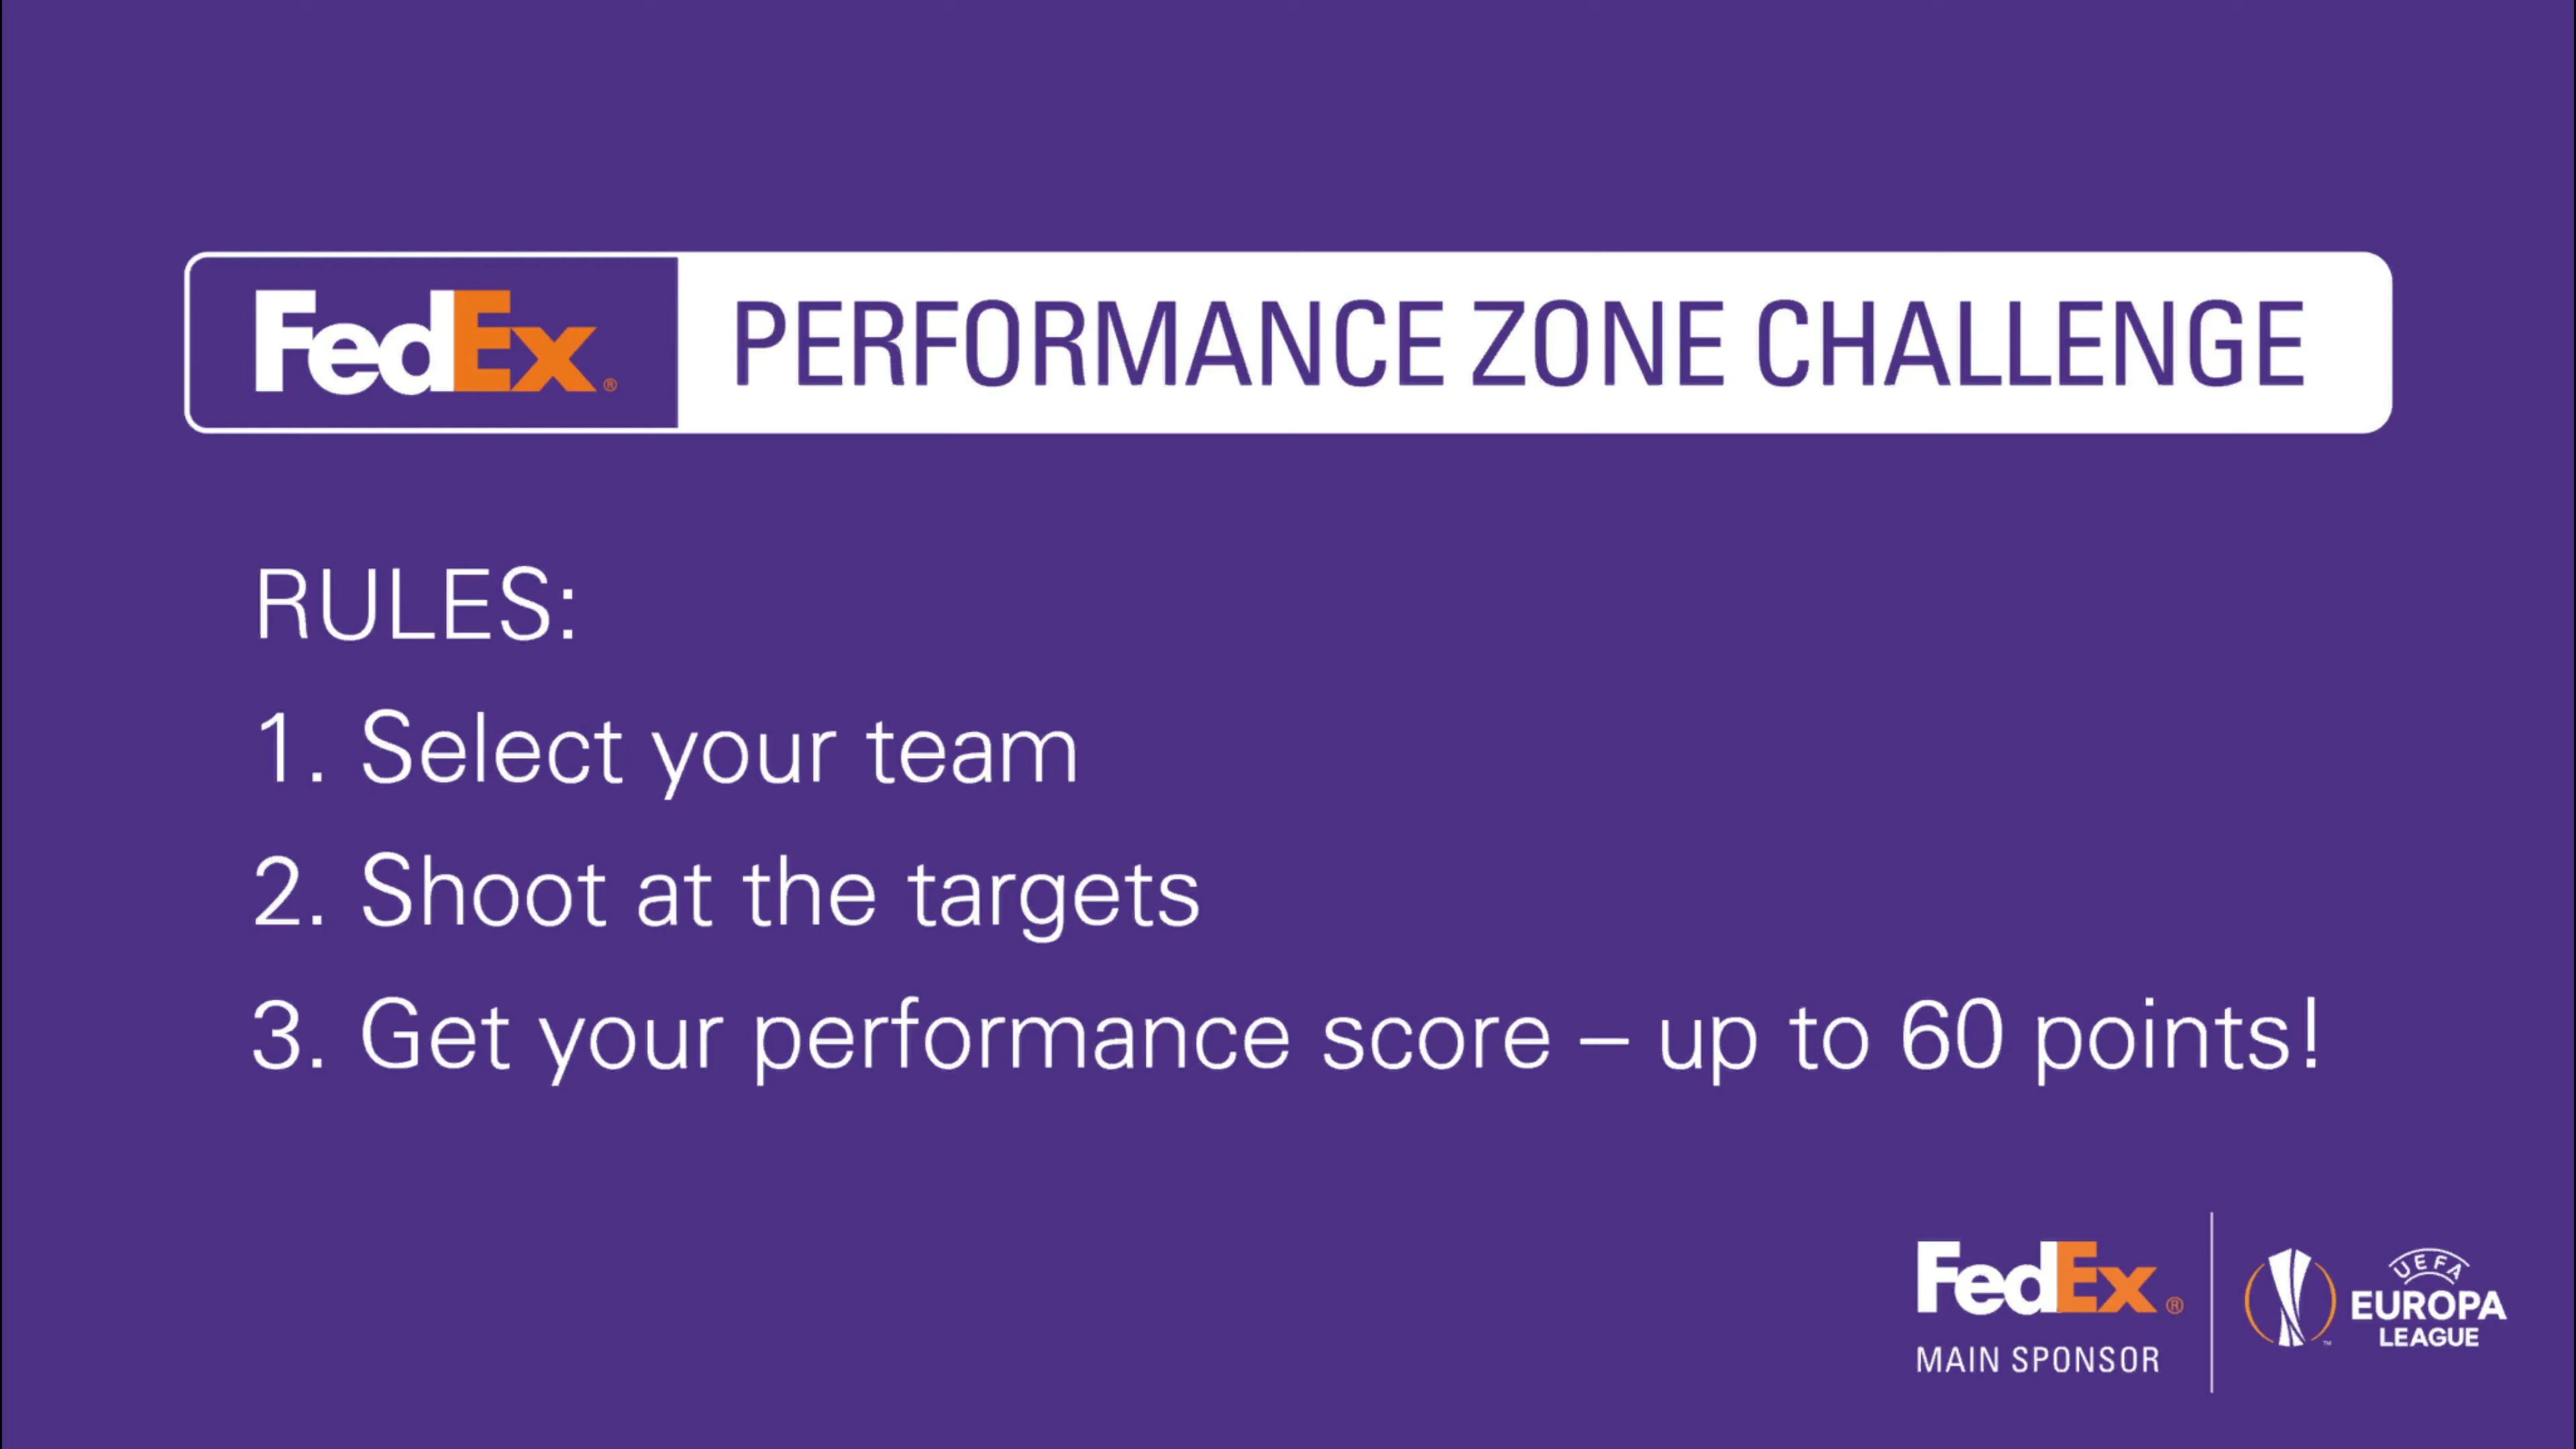 FedEx® PERFORMANCE ZONE CHALLENGE
RULES:
1. Select your team
2. Shoot at the targets
3. Get your performance score – up to 60 points!
FedEx®
MAIN SPONSOR
UEFA
EUROPA
LEAGUE
™